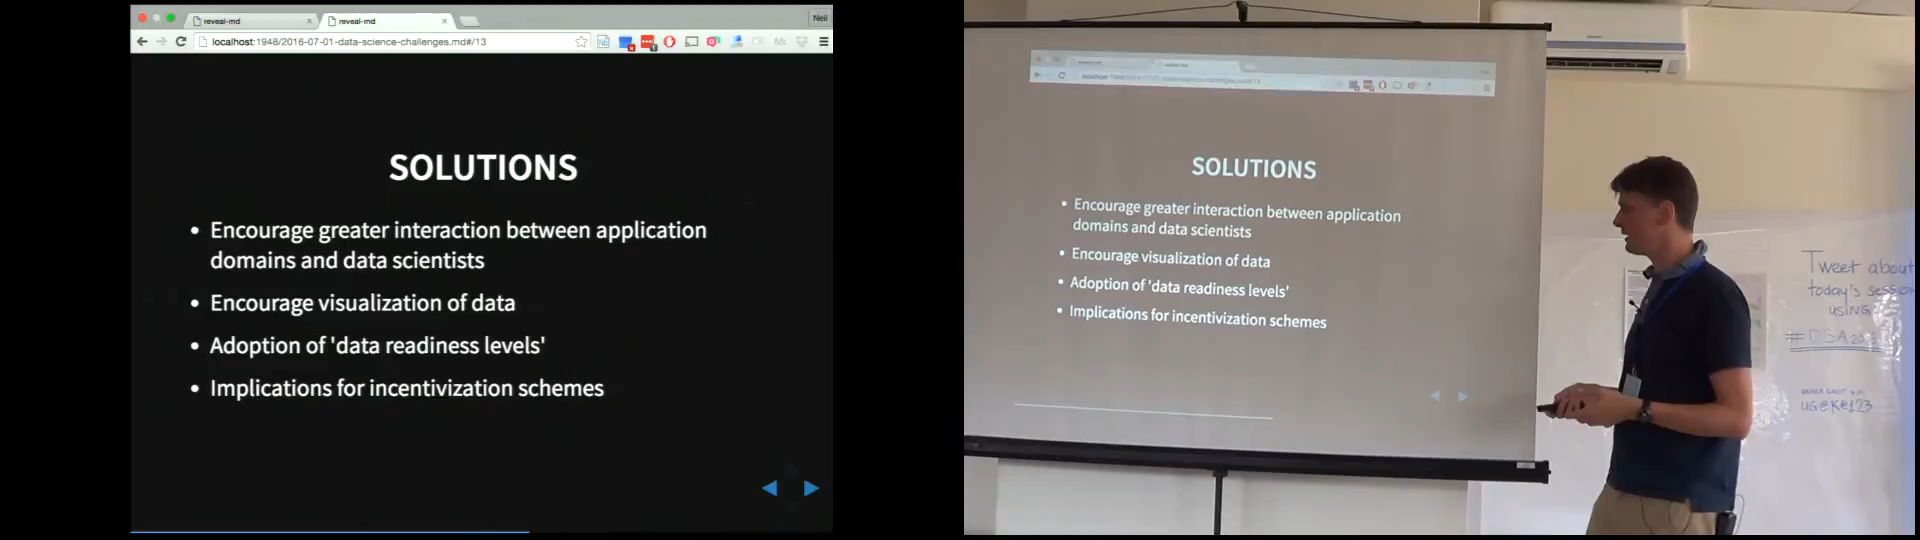 reveal-md
reveal-md
Neil
localhost:1948/2016-07-01-data-science-challenges.md#/13
SOLUTIONS
• Encourage greater interaction between application
domains and data scientists
• Encourage visualization of data
• Adoption of 'data readiness levels'
• Implications for incentivization schemes
SOLUTIONS
• Encourage greater interaction between application
domains and data scientists
• Encourage visualization of data
• Adoption of 'data readiness levels'
• Implications for incentivization schemes
Tweet about
today's session
USING